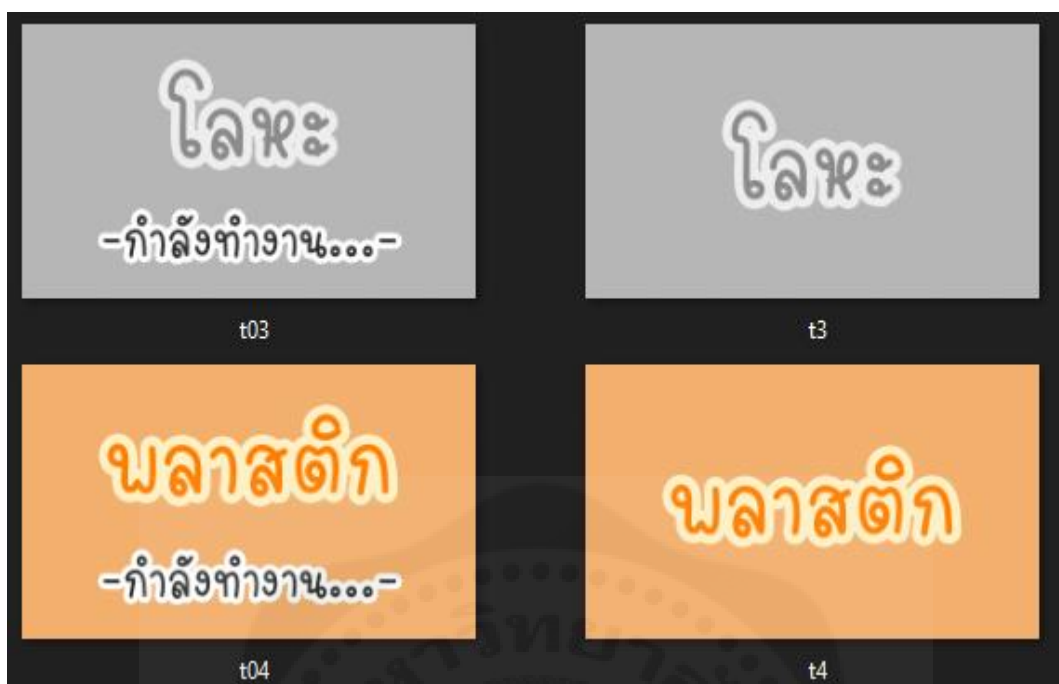 โลหะ
-กำลังทำงาน...-
t03
โลหะ
t3
พลาสติก
-กำลังทำงาน...-
t04
พลาสติก
t4